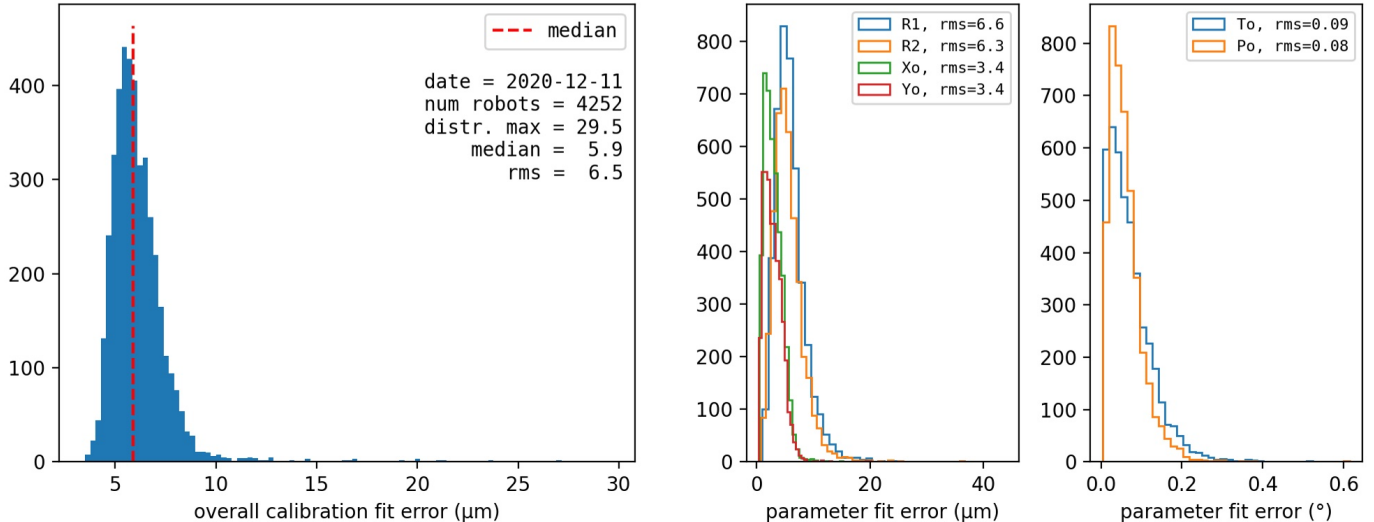 median
date = 2020-12-11
num robots = 4252
distr. max = 29.5
median = 5.9
rms = 6.5
400
300
200
100
0
5
10
15
20
25
30
overall calibration fit error (µm)
R1, rms=6.6
R2, rms=6.3
Xo, rms=3.4
Yo, rms=3.4
800
700
600
500
400
300
200
100
0
0
20
40
parameter fit error (µm)
To, rms=0.09
Po, rms=0.08
800
700
600
500
400
300
200
100
0
0.0
0.2
0.4
0.6
parameter fit error (°)